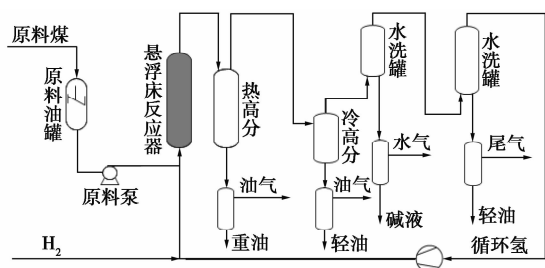 原料煤
原料油罐
原料泵
H₂
悬浮床反应器
热高分
油气
重油
冷高分
油气
轻油
水洗罐
水气
碱液
水洗罐
尾气
轻油
循环氢